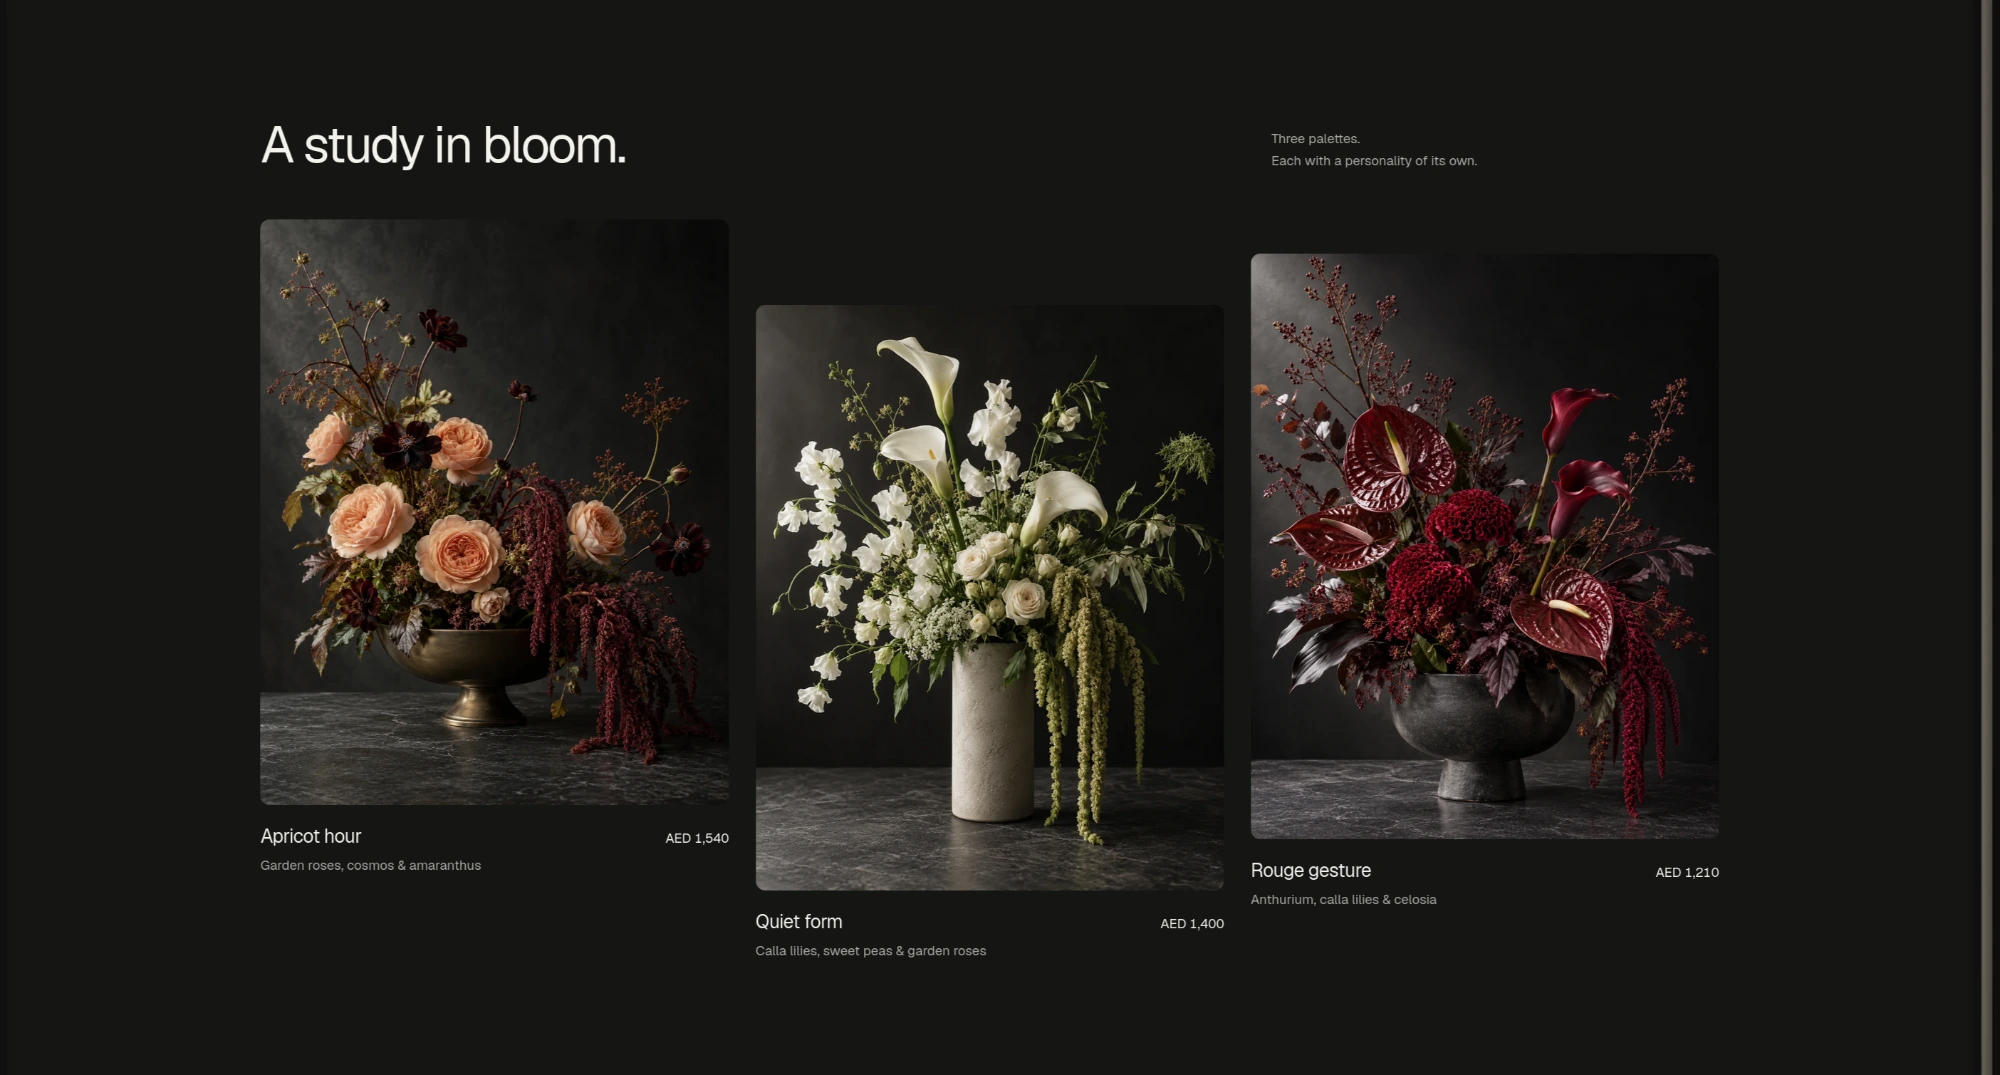 A study in bloom.
Three palettes.
Each with a personality of its own.
Apricot hour
AED 1,540
Garden roses, cosmos & amaranthus
Quiet form
AED 1,400
Calla lilies, sweet peas & garden roses
Rouge gesture
AED 1,210
Anthurium, calla lilies & celosia